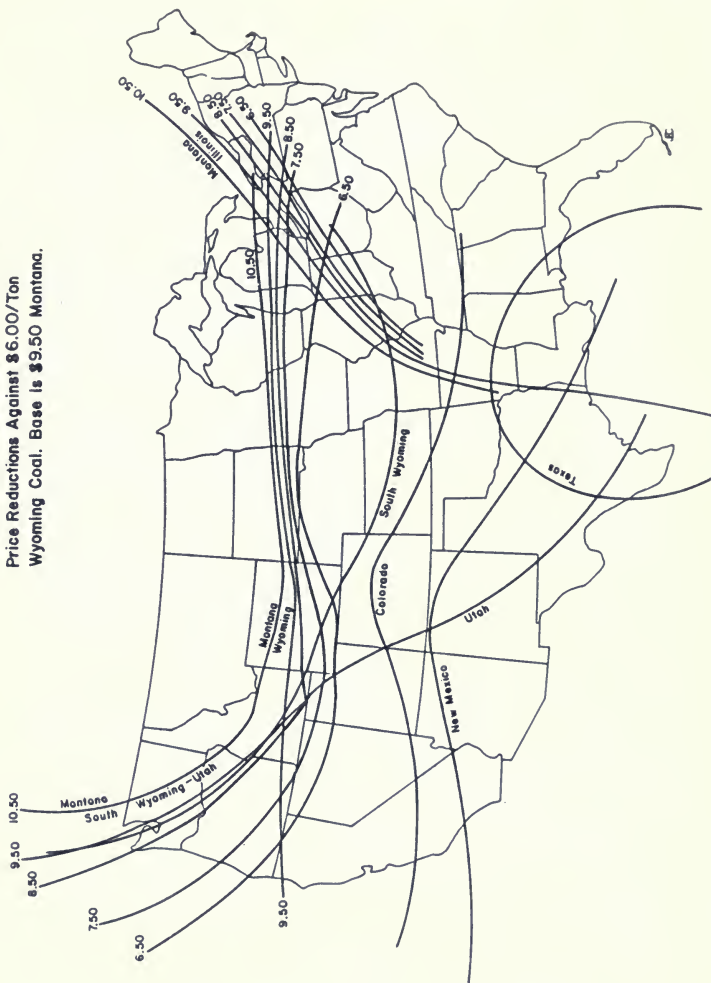 Price Reductions Against $6.00/Ton
Wyoming Coal. Base is $9.50 Montana.
10.50
9.50
8.50
7.50
6.50
9.50
8.50
7.50
6.50
Montana
Illinois
10.50
Texas
South Wyoming
Colorado
Utah
New Mexico
Montana
Wyoming
Montana
South Wyoming-Utah
10.50
9.50
8.50
7.50
6.50
9.50